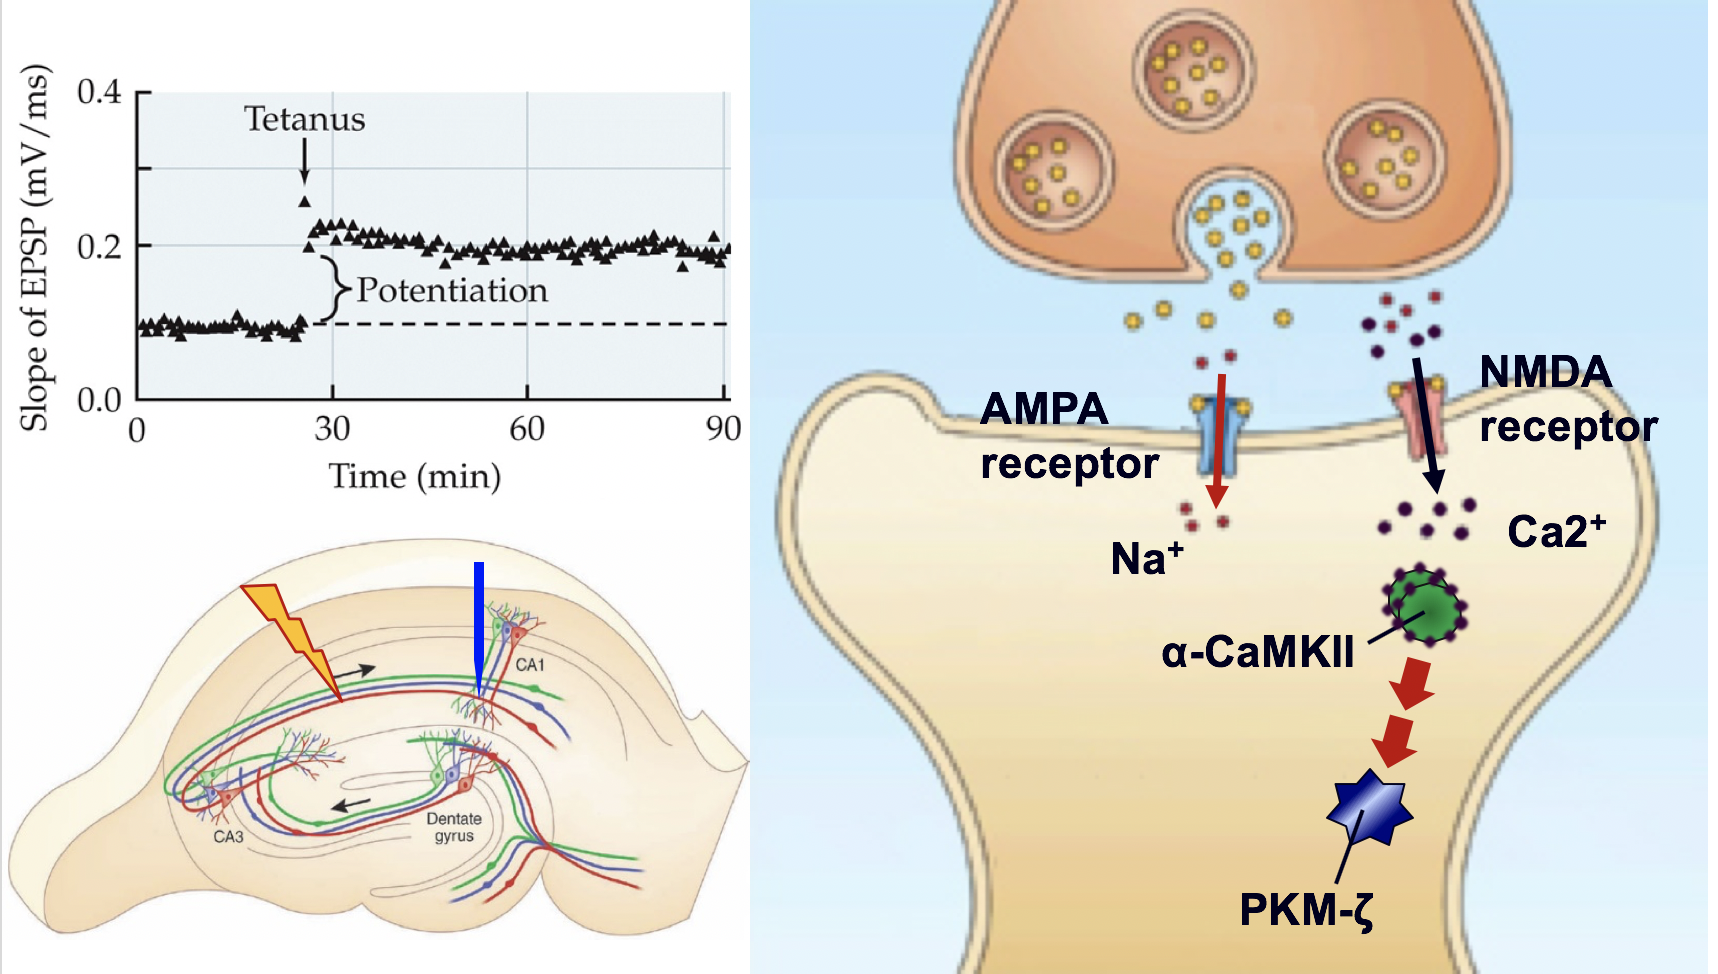 Slope of EPSP (mV/ms)
0.4
0.2
0.0
Tetanus
Potentiation
0
30
60
90
Time (min)
CA1
CA3
Dentate
gyrus
AMPA
receptor
NMDA
receptor
Na⁺
Ca2⁺
α-CaMKII
PKM-ζ